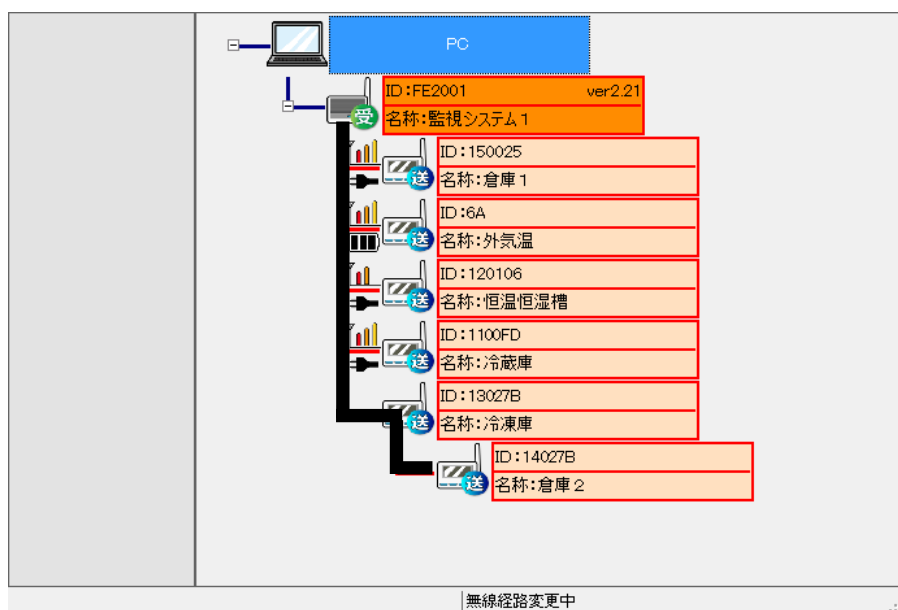 PC
ID:FE2001 ver2.21
受
名称:監視システム1
ID:150025
送
名称:倉庫1
ID:6A
送
名称:外気温
ID:120106
送
名称:恒温恒湿槽
ID:1100FD
送
名称:冷蔵庫
ID:13027B
送
名称:冷凍庫
ID:14027B
送
名称:倉庫2
無線経路変更中